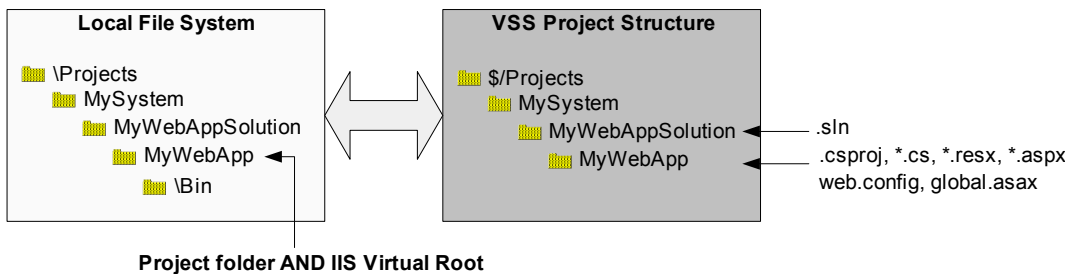 Local File System
\Projects
MySystem
MyWebAppSolution
MyWebApp
\Bin
VSS Project Structure
$/Projects
MySystem
MyWebAppSolution
MyWebApp
.sln
.csproj, *.cs, *.resx, *.aspx
web.config, global.asax
Project folder AND IIS Virtual Root